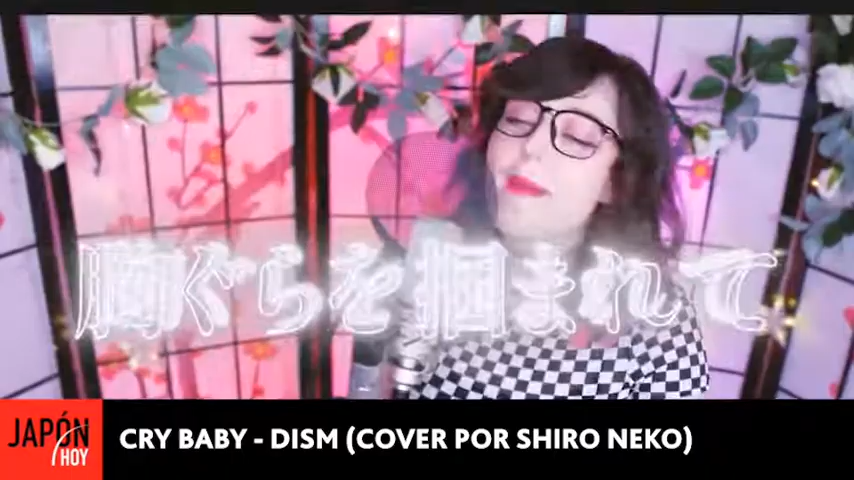 胸ぐらを掴まれて
JAPÓN
HOY
CRY BABY - DISM (COVER POR SHIRO NEKO)